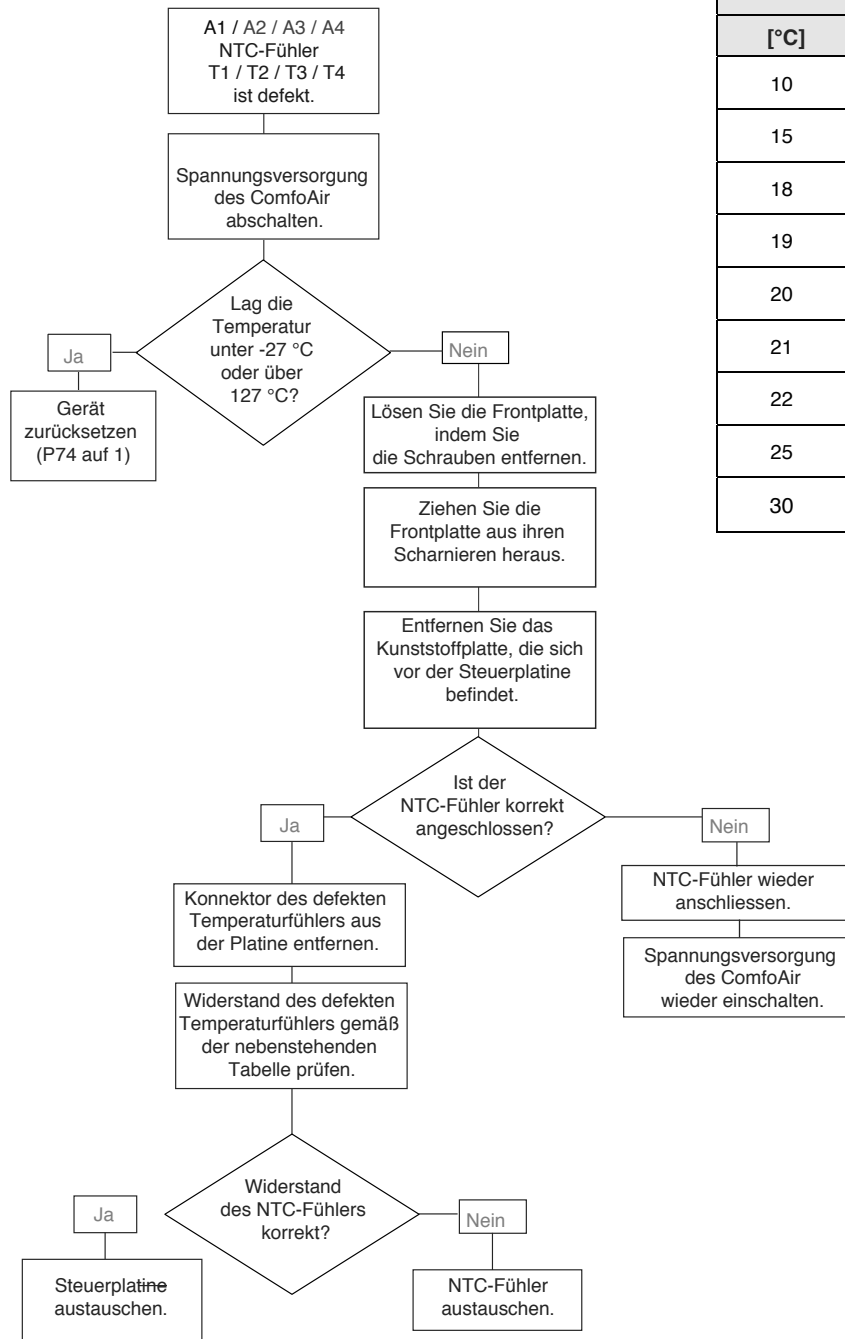 A1 / A2 / A3 / A4
NTC-Fühler
T1 / T2 / T3 / T4
ist defekt.
Spannungsversorgung
des ComfoAir
abschalten.
Lag die
Temperatur
unter -27 °C
oder über
127 °C?
Ja
Nein
Gerät
zurücksetzen
(P74 auf 1)
Lösen Sie die Frontplatte,
indem Sie
die Schrauben entfernen.
Ziehen Sie die
Frontplatte aus ihren
Scharnieren heraus.
Entfernen Sie das
Kunststoffplatte, die sich
vor der Steuerplatine
befindet.
Ist der
NTC-Fühler korrekt
angeschlossen?
Ja
Nein
Konnektor des defekten
Temperaturfühlers aus
der Platine entfernen.
NTC-Fühler wieder
anschliessen.
Widerstand des defekten
Temperaturfühlers gemäß
der nebenstehenden
Tabelle prüfen.
Spannungsversorgung
des ComfoAir
wieder einschalten.
Widerstand
des NTC-Fühlers
korrekt?
Ja
Nein
Steuerplatine
austauschen.
NTC-Fühler
austauschen.
[°C]
10
15
18
19
20
21
22
25
30